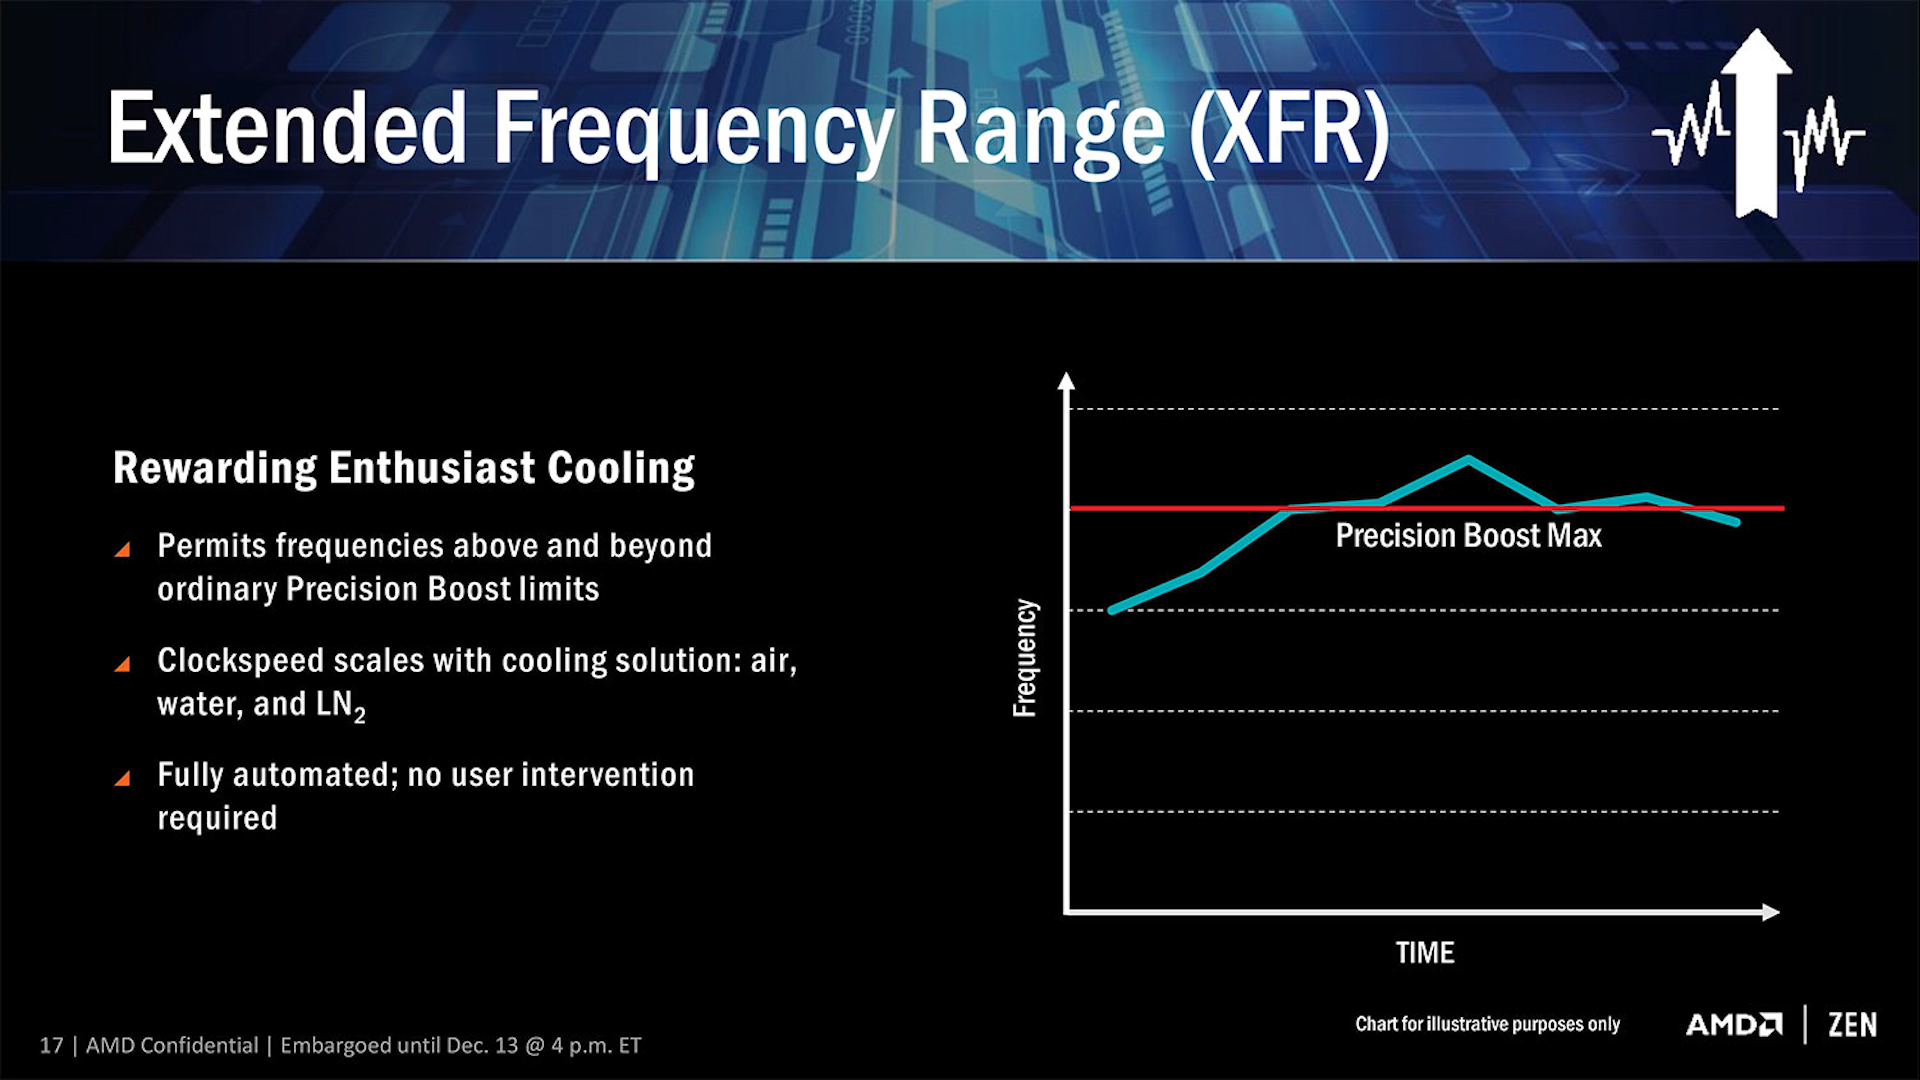 Extended Frequency Range (XFR)
Rewarding Enthusiast Cooling
Permits frequencies above and beyond
ordinary Precision Boost limits
Clockspeed scales with cooling solution: air,
water, and LN₂
Fully automated; no user intervention
required
Precision Boost Max
Frequency
TIME
Chart for illustrative purposes only
AMD | ZEN
17 | AMD Confidential | Embargoed until Dec. 13 @ 4 p.m. ET